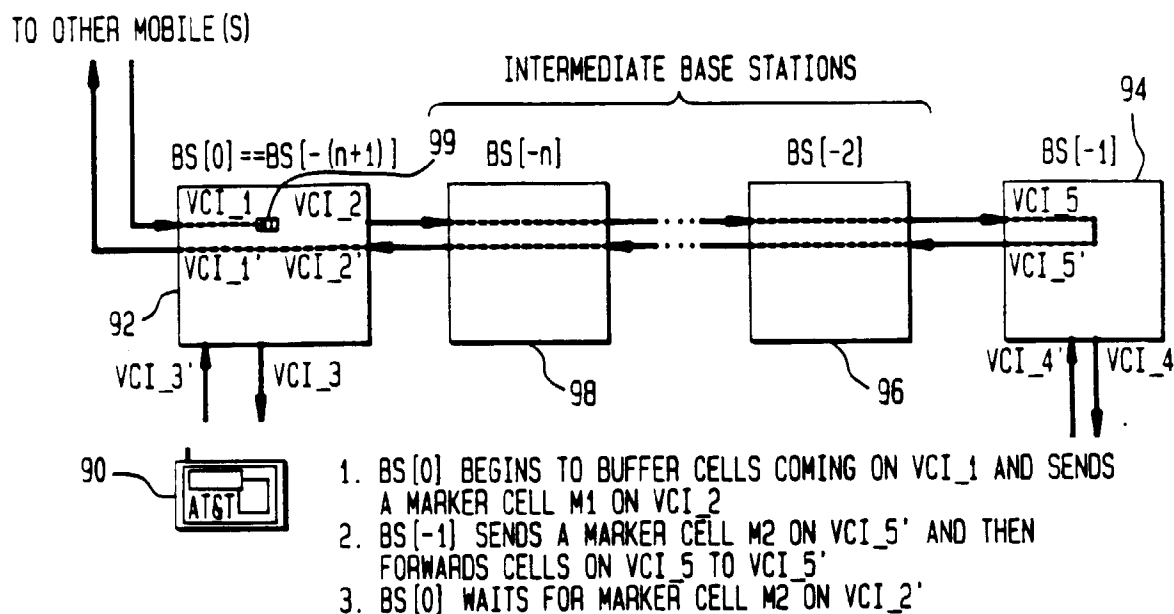 TO OTHER MOBILE(S)
INTERMEDIATE BASE STATIONS
94
99
BS[0]==BS[-(n+1)]
BS[-n]
BS[-2]
BS[-1]
VCI_1
VCI_2
VCI_5
VCI_1'
VCI_2'
VCI_5'
92
98
96
VCI_3'
VCI_3
VCI_4'
VCI_4
90
AT&T
1. BS[0] BEGINS TO BUFFER CELLS COMING ON VCI_1 AND SENDS
A MARKER CELL M1 ON VCI_2
2. BS[-1] SENDS A MARKER CELL M2 ON VCI_5' AND THEN
FORWARDS CELLS ON VCI_5 TO VCI_5'
3. BS[0] WAITS FOR MARKER CELL M2 ON VCI_2'